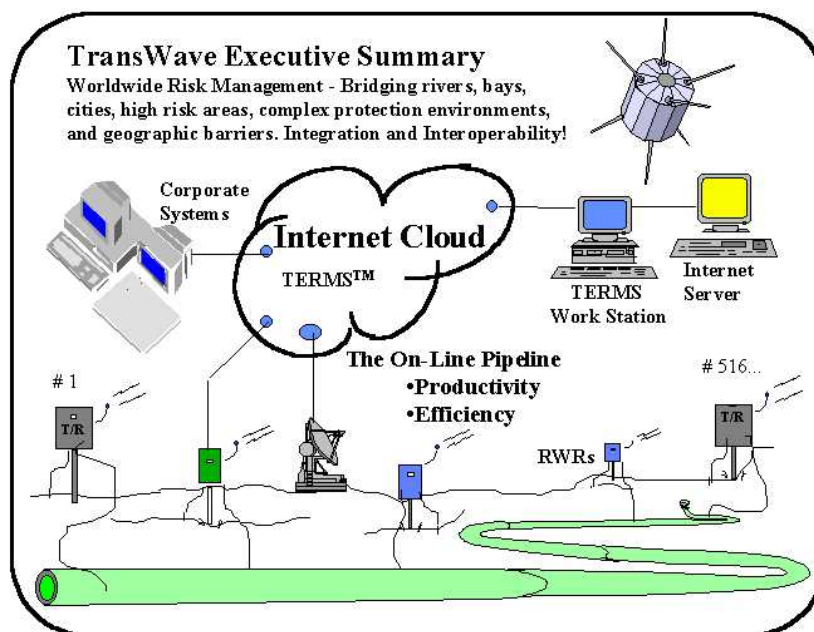 TransWave Executive Summary
Worldwide Risk Management - Bridging rivers, bays,
cities, high risk areas, complex protection environments,
and geographic barriers. Integration and Interoperability!
Corporate
Systems
Internet Cloud
TERMS™
TERMS
Work Station
Internet
Server
The On-Line Pipeline
•Productivity
•Efficiency
# 1
T/R
# 516...
T/R
RWRs